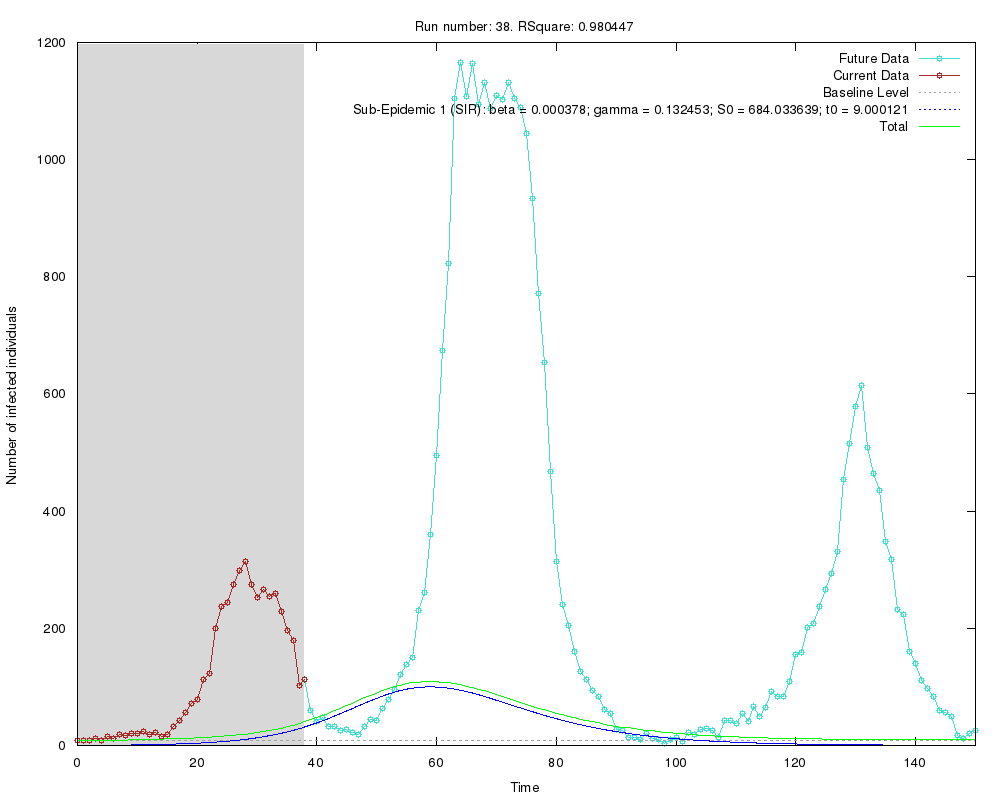 Run number: 38. RSquare: 0.980447
Future Data
Current Data
Baseline Level
Sub-Epidemic 1 (SIR): beta = 0.000378; gamma = 0.132453; S0 = 684.033639; t0 = 9.000121
Total
Number of infected individuals
1200
1000
800
600
400
200
0
0 20 40 60 80 100 120 140
Time